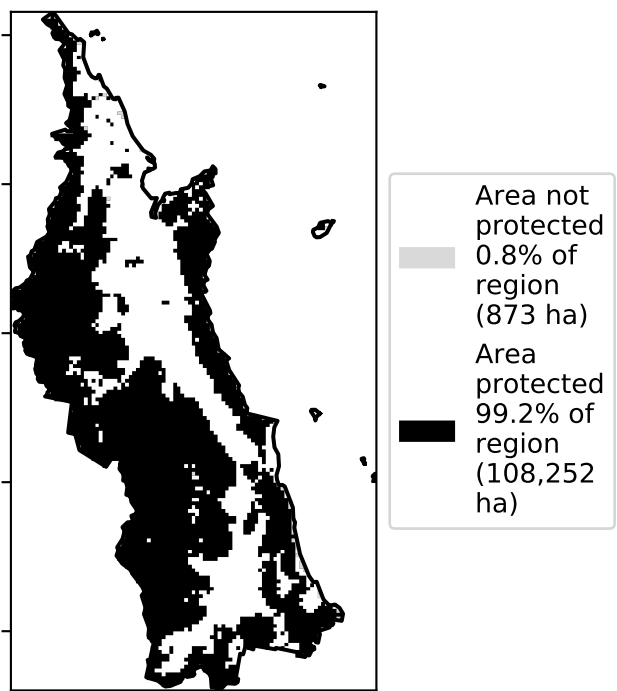 Area not
protected
0.8% of
region
(873 ha)
Area
protected
99.2% of
region
(108,252
ha)